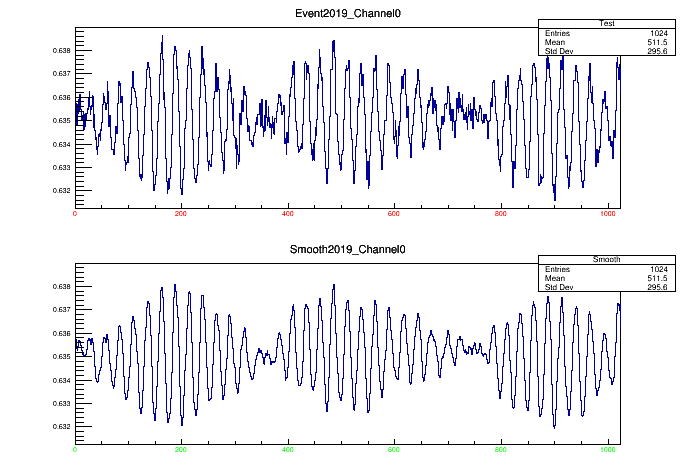 Event2019_Channel0
Test
Entries 1024
Mean 511.5
Std Dev 295.6
0.638
0.637
0.636
0.635
0.634
0.633
0.632
0 200 400 600 800 1000
Smooth2019_Channel0
Smooth
Entries 1024
Mean 511.5
Std Dev 295.6
0.638
0.637
0.636
0.635
0.634
0.633
0.632
0 200 400 600 800 1000